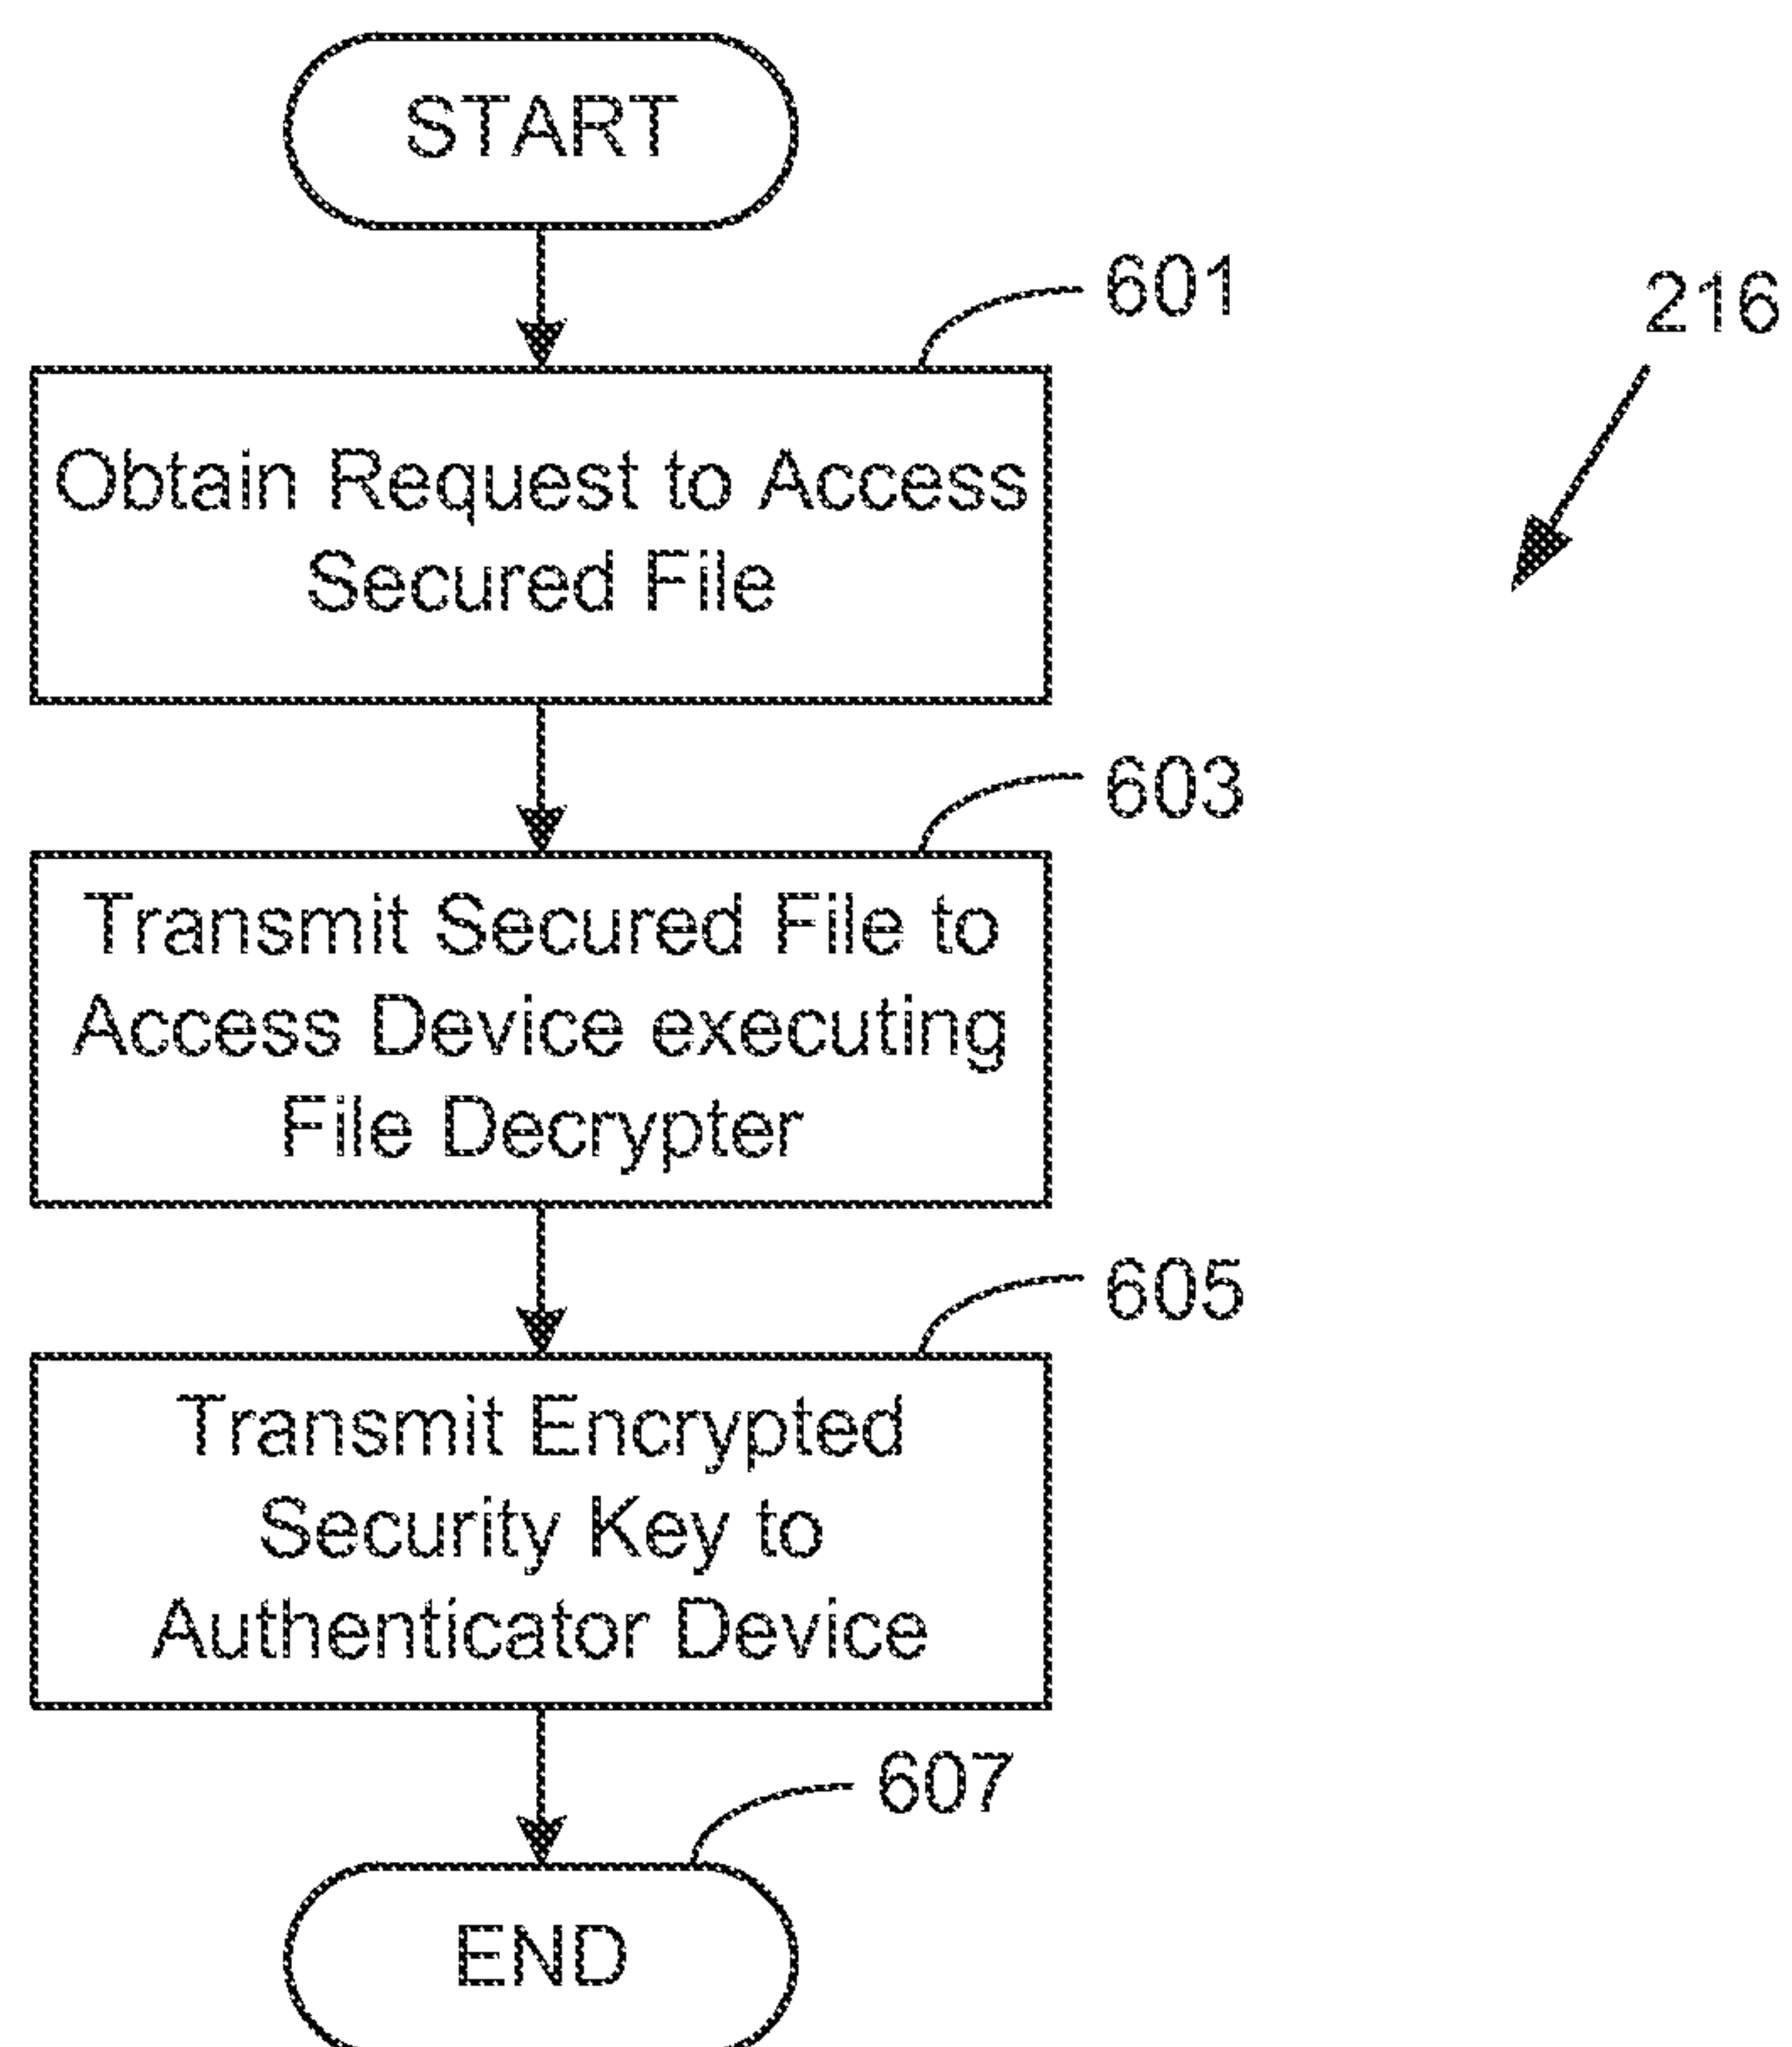 START
601
216
Obtain Request to Access
Secured File
603
Transmit Secured File to
Access Device executing
File Decrypter
605
Transmit Encrypted
Security Key to
Authenticator Device
607
END